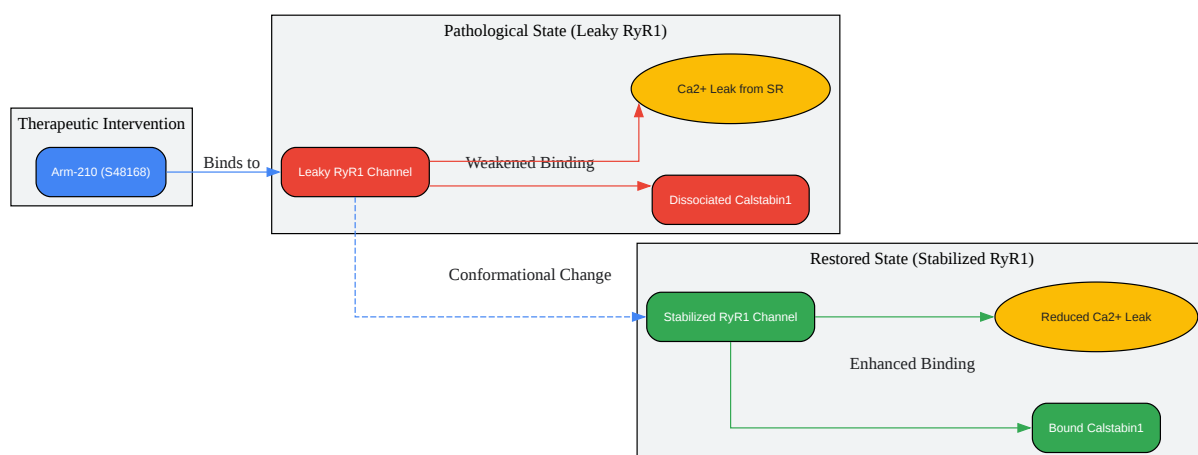 Pathological State (Leaky RyR1)
Ca2+ Leak from SR
Therapeutic Intervention
Arm-210 (S48168)
Binds to
Leaky RyR1 Channel
Weakened Binding
Dissociated Calstabin1
Restored State (Stabilized RyR1)
Conformational Change
Stabilized RyR1 Channel
Reduced Ca2+ Leak
Enhanced Binding
Bound Calstabin1